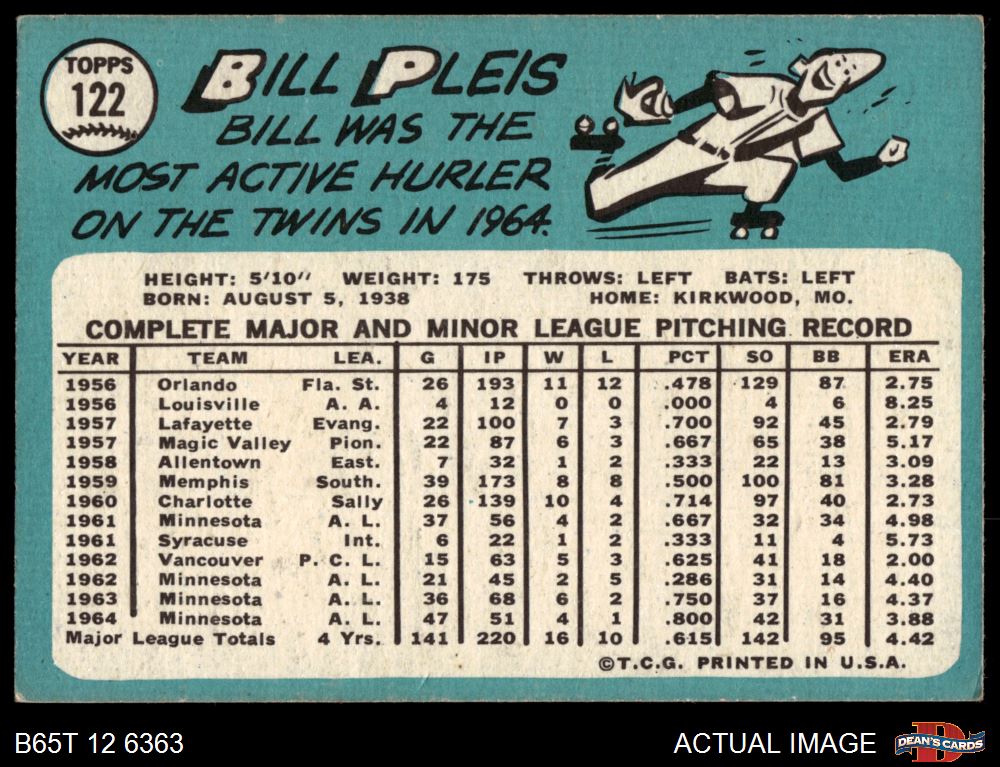 TOPPS
122
BILL PLEIS
BILL WAS THE
MOST ACTIVE HURLER
ON THE TWINS IN 1964.
HEIGHT: 5'10" WEIGHT: 175 THROWS: LEFT BATS: LEFT
BORN: AUGUST 5, 1938 HOME: KIRKWOOD, MO.
COMPLETE MAJOR AND MINOR LEAGUE PITCHING RECORD
YEAR TEAM LEA. G IP W L PCT SO BB ERA
1956 Orlando Fla. St. 26 193 11 12 .478 129 87 2.75
1956 Louisville A. A. 4 12 0 0 .000 4 6 8.25
1957 Lafayette Evang. 22 100 7 3 .700 92 45 2.79
1957 Magic Valley Pion. 22 87 6 3 .667 65 38 5.17
1958 Allentown East. 7 32 1 2 .333 22 13 3.09
1959 Memphis South. 39 173 8 8 .500 100 81 3.28
1960 Charlotte Sally 26 139 10 4 .714 97 40 2.73
1961 Minnesota A. L. 37 56 4 2 .667 32 34 4.98
1961 Syracuse Int. 6 22 1 2 .333 11 4 5.73
1962 Vancouver P. C. L. 15 63 5 3 .625 41 18 2.00
1962 Minnesota A. L. 21 45 2 5 .286 31 14 4.40
1963 Minnesota A. L. 36 68 6 2 .750 37 16 4.37
1964 Minnesota A. L. 47 51 4 1 .800 42 31 3.88
Major League Totals 4 Yrs. 141 220 16 10 .615 142 95 4.42
©T.C.G. PRINTED IN U.S.A.
B65T 12 6363
ACTUAL IMAGE
D
DEAN'S CARDS